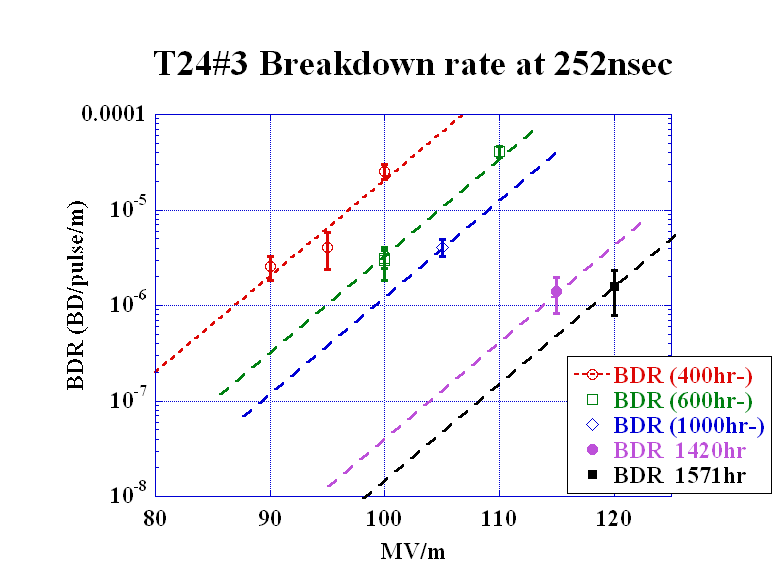 T24#3 Breakdown rate at 252nsec
0.0001
10-5
10-6
10-7
10-8
BDR (BD/pulse/m)
80 90 100 110 120
MV/m
BDR (400hr-)
BDR (600hr-)
BDR (1000hr-)
BDR 1420hr
BDR 1571hr